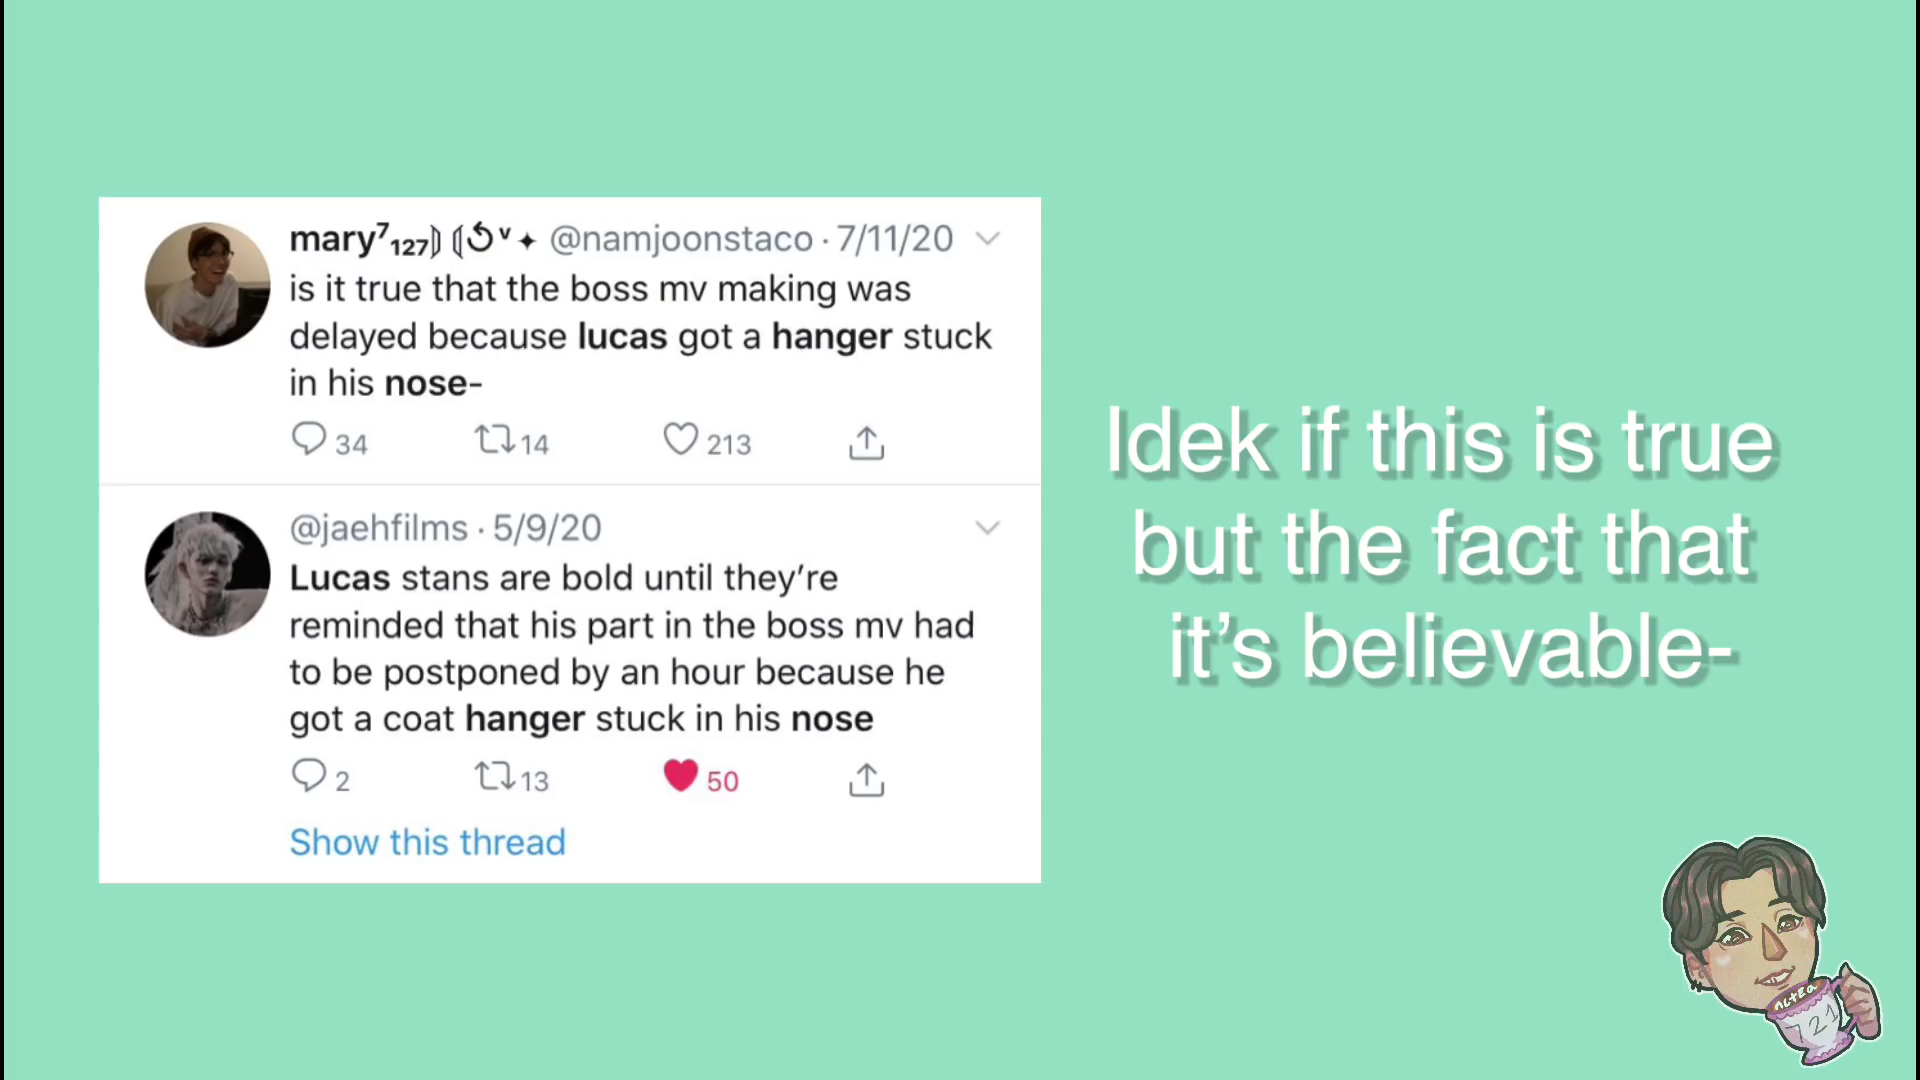 mary⁷₁₂₇ @namjoonstaco · 7/11/20
is it true that the boss mv making was
delayed because lucas got a hanger stuck
in his nose-
34 14 213
@jaehfilms · 5/9/20
Lucas stans are bold until they’re
reminded that his part in the boss mv had
to be postponed by an hour because he
got a coat hanger stuck in his nose
2 13 50
Show this thread
Idek if this is true
but the fact that
it’s believable-
nctea
721